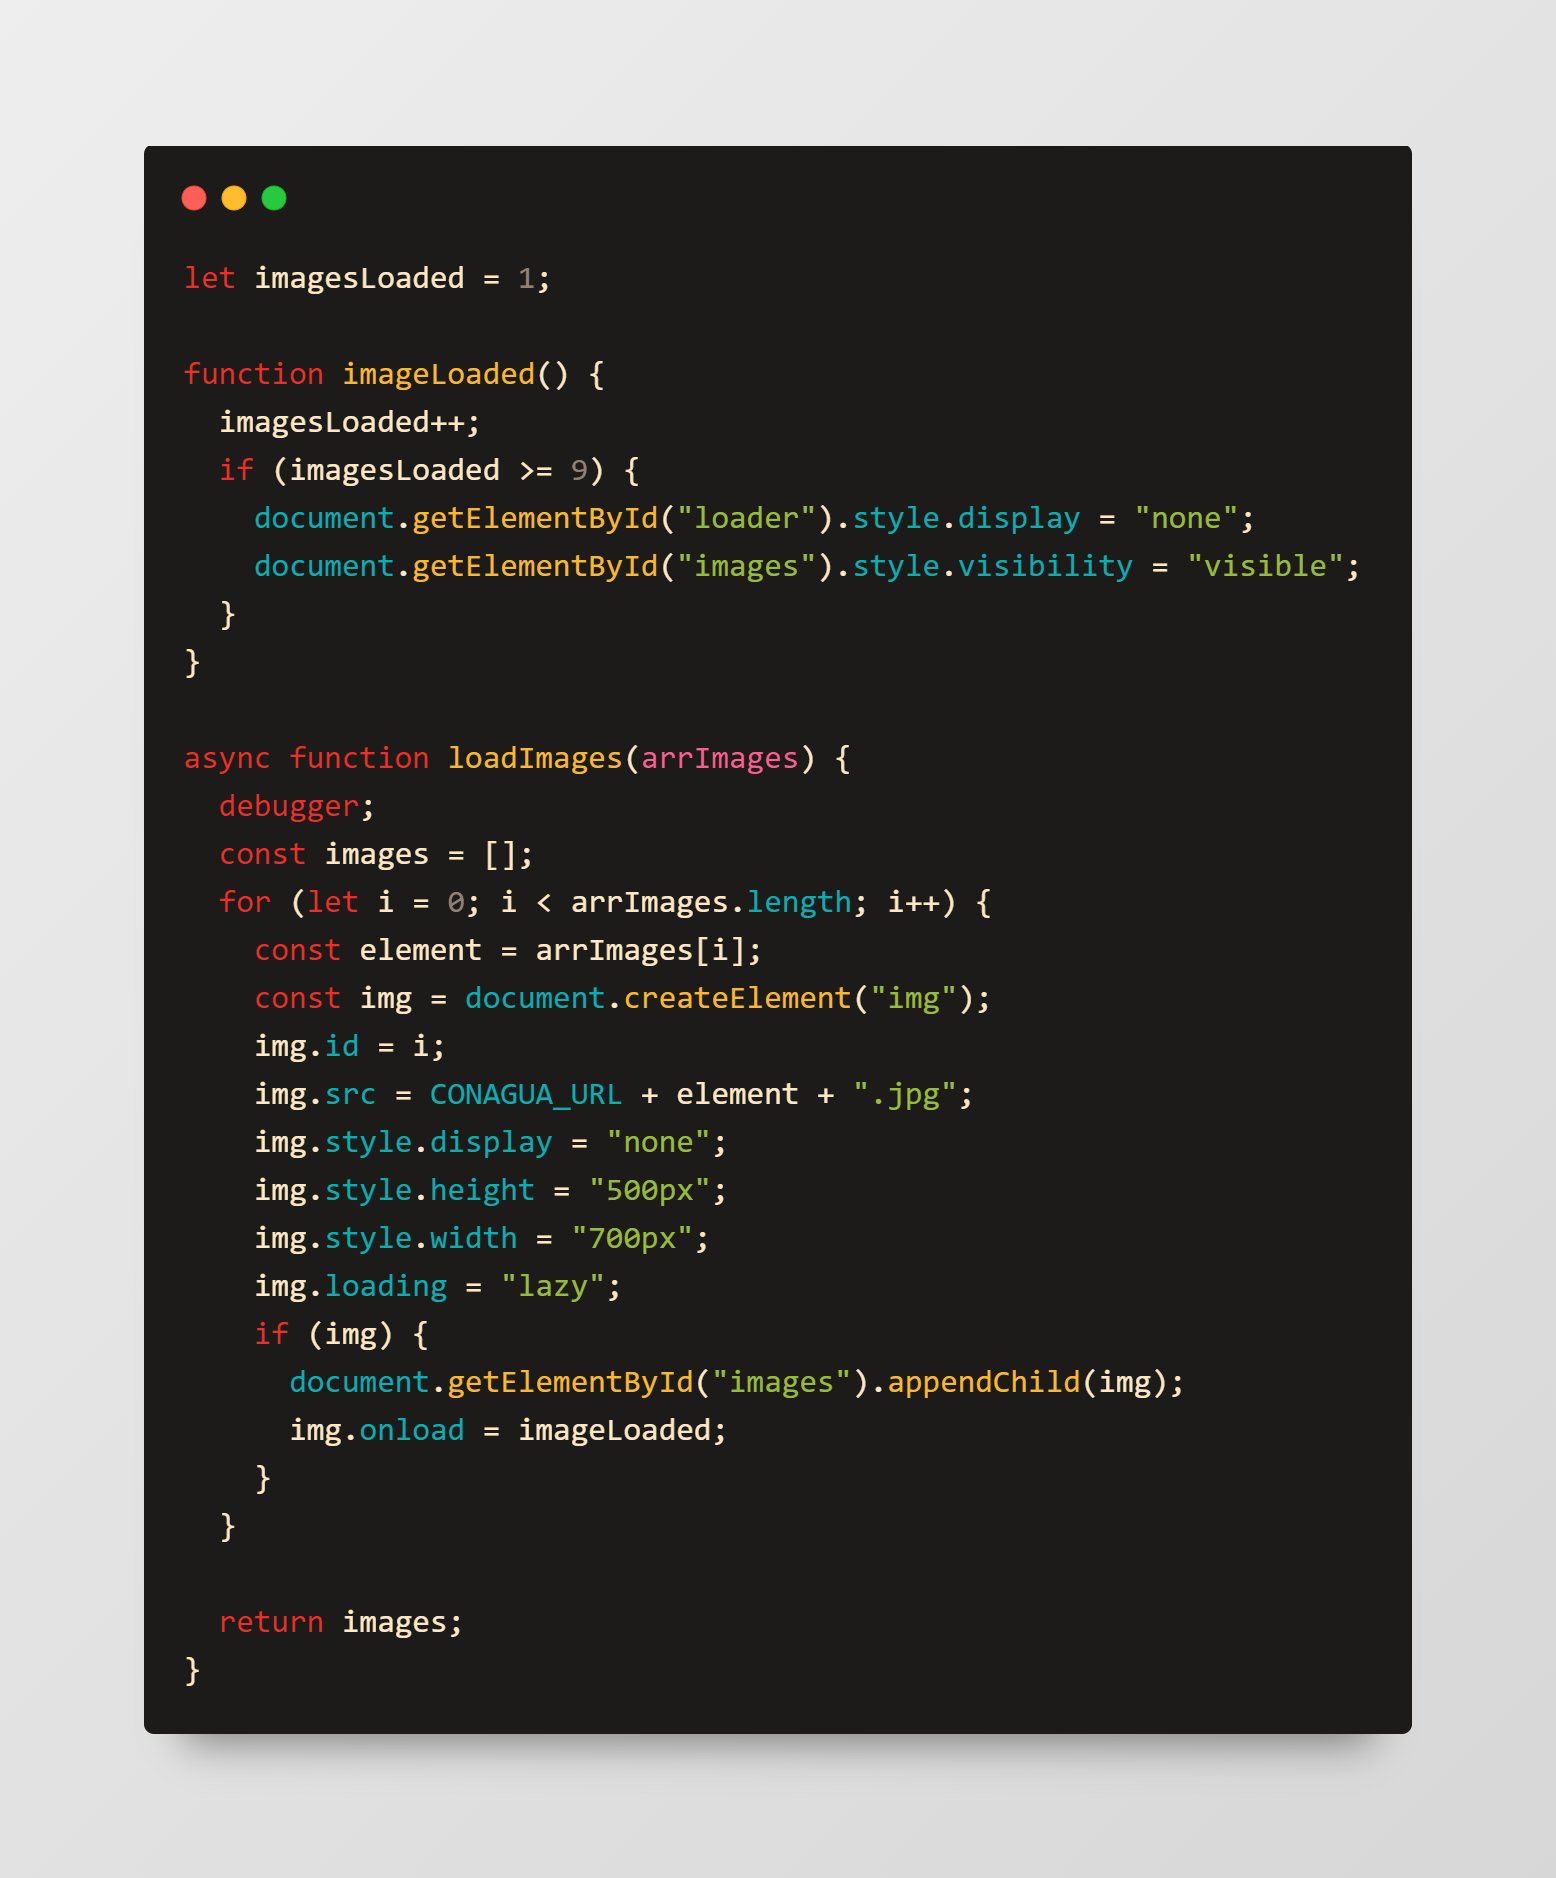 let imagesLoaded = 1;

function imageLoaded() {
  imagesLoaded++;
  if (imagesLoaded >= 9) {
    document.getElementById("loader").style.display = "none";
    document.getElementById("images").style.visibility = "visible";
  }
}

async function loadImages(arrImages) {
  debugger;
  const images = [];
  for (let i = 0; i < arrImages.length; i++) {
    const element = arrImages[i];
    const img = document.createElement("img");
    img.id = i;
    img.src = CONAGUA_URL + element + ".jpg";
    img.style.display = "none";
    img.style.height = "500px";
    img.style.width = "700px";
    img.loading = "lazy";
    if (img) {
      document.getElementById("images").appendChild(img);
      img.onload = imageLoaded;
    }
  }

  return images;
}